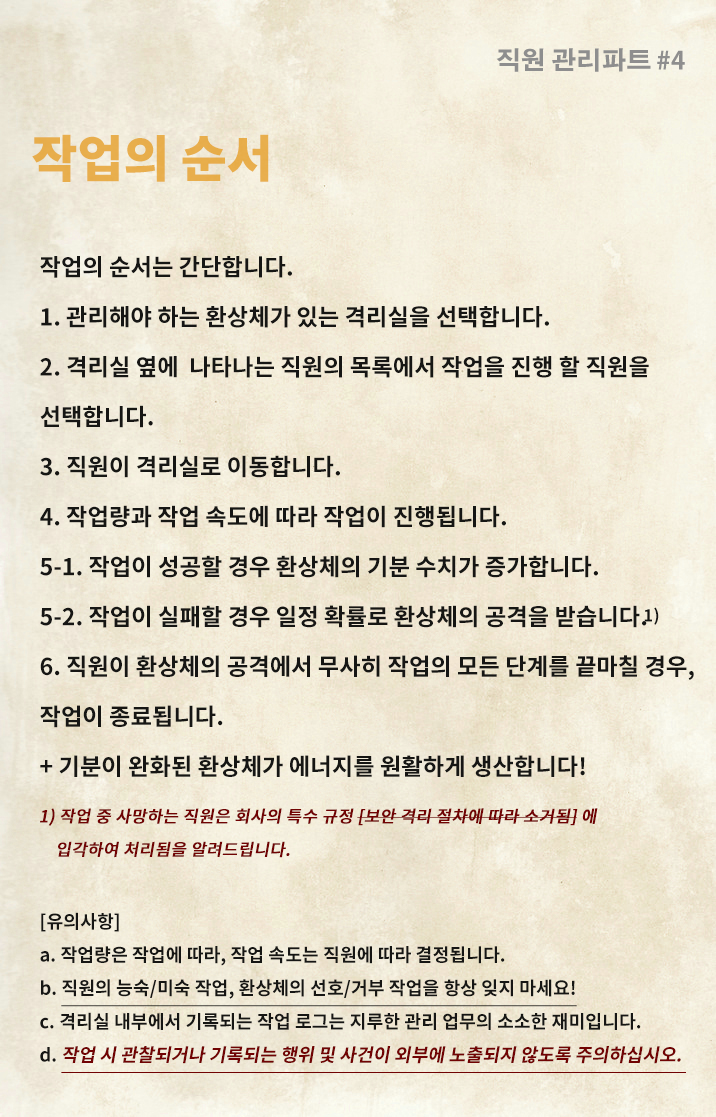 직원 관리파트 #4
작업의 순서
작업의 순서는 간단합니다.
1. 관리해야 하는 환상체가 있는 격리실을 선택합니다.
2. 격리실 옆에 나타나는 직원의 목록에서 작업을 진행 할 직원을
선택합니다.
3. 직원이 격리실로 이동합니다.
4. 작업량과 작업 속도에 따라 작업이 진행됩니다.
5-1. 작업이 성공할 경우 환상체의 기분 수치가 증가합니다.
5-2. 작업이 실패할 경우 일정 확률로 환상체의 공격을 받습니다.1)
6. 직원이 환상체의 공격에서 무사히 작업의 모든 단계를 끝마칠 경우,
작업이 종료됩니다.
+ 기분이 완화된 환상체가 에너지를 원활하게 생산합니다!
1) 작업 중 사망하는 직원은 회사의 특수 규정 [보안 격리 절차에 따라 소거됨] 에
입각하여 처리됨을 알려드립니다.
[유의사항]
a. 작업량은 작업에 따라, 작업 속도는 직원에 따라 결정됩니다.
b. 직원의 능숙/미숙 작업, 환상체의 선호/거부 작업을 항상 잊지 마세요!
c. 격리실 내부에서 기록되는 작업 로그는 지루한 관리 업무의 소소한 재미입니다.
d. 작업 시 관찰되거나 기록되는 행위 및 사건이 외부에 노출되지 않도록 주의하십시오.